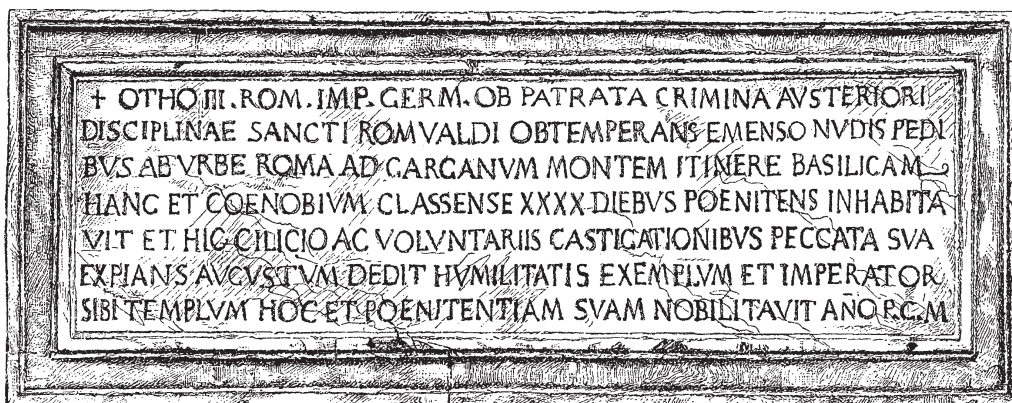 + OTHO III. ROM. IMP. GERM. OB PATRATA CRIMINA AVSTERIORI
DISCIPLINAE SANCTI ROMVALDI OBTEMPERANS EMENSO NVDIS PEDI
BVS AB VRBE ROMA AD GARGANVM MONTEM ITINERE BASILICAM
HANC ET COENOBIVM CLASSENSE XXXX DIEBVS POENITENS INHABITA
VIT ET HIC CILICIO AC VOLVNTARIIS CASTIGATIONIBVS PECCATA SVA
EXPIANS AVGVSTVM DEDIT HVMILITATIS EXEMPLVM ET IMPERATOR
SIBI TEMPLVM HOC ET POENITENTIAM SVAM NOBILITAVIT AÑO P.C.M